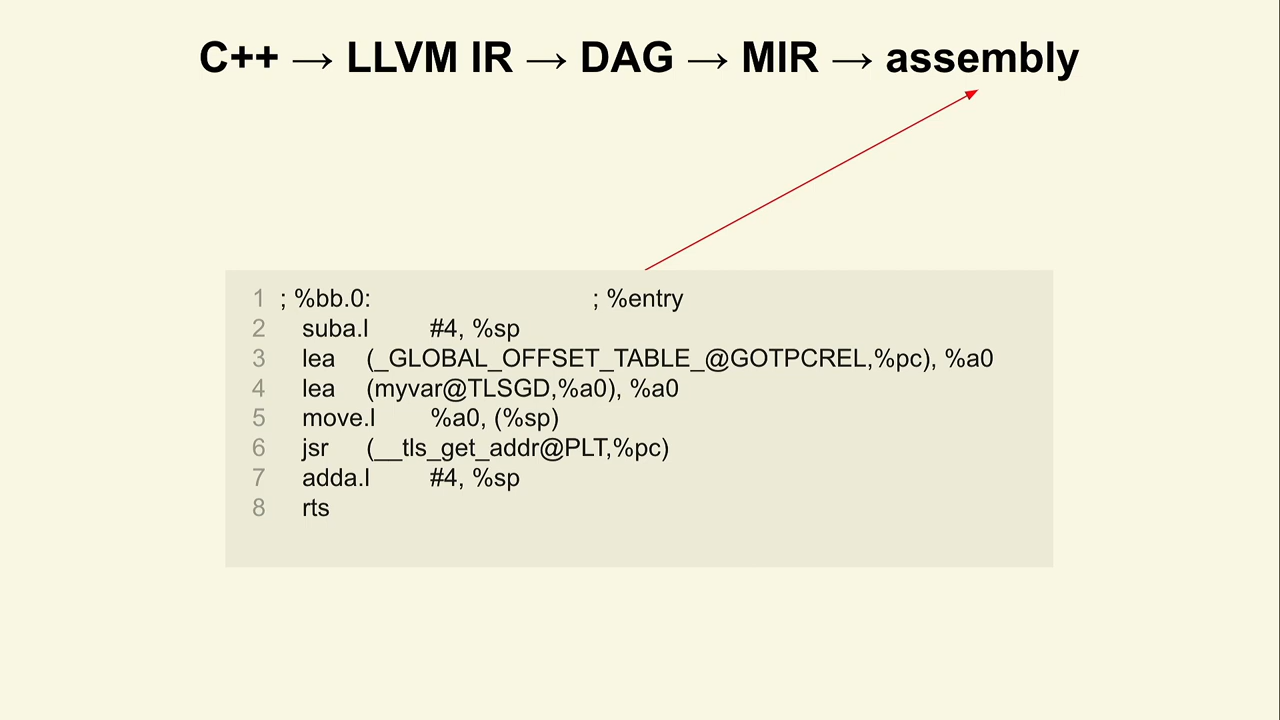 C++ → LLVM IR → DAG → MIR → assembly
1 ; %bb.0: ; %entry
2 suba.l #4, %sp
3 lea (_GLOBAL_OFFSET_TABLE_@GOTPCREL,%pc), %a0
4 lea (myvar@TLSGD,%a0), %a0
5 move.l %a0, (%sp)
6 jsr (__tls_get_addr@PLT,%pc)
7 adda.l #4, %sp
8 rts